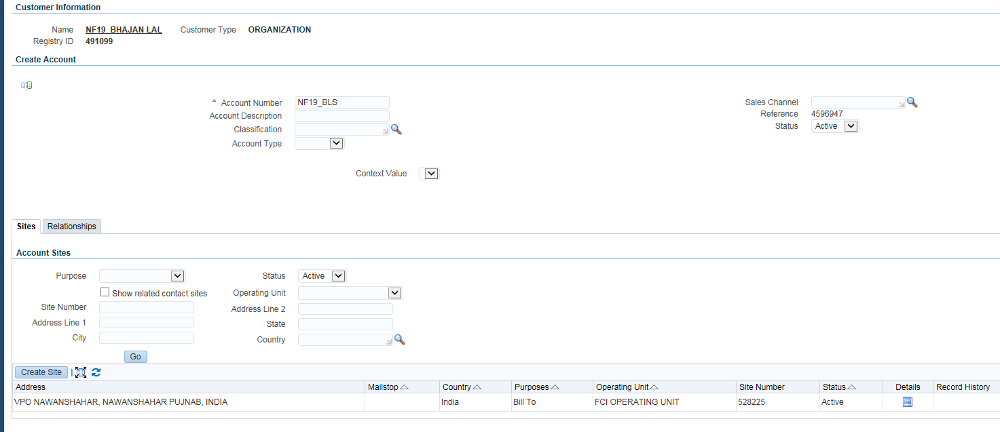 Customer Information
Name NF19_BHAJAN LAL Customer Type ORGANIZATION
Registry ID 491099
Create Account
* Account Number NF19_BLS Sales Channel
Account Description Reference 4596947
Classification Status Active
Account Type
Context Value
Sites Relationships
Account Sites
Purpose Status Active
Show related contact sites Operating Unit
Site Number Address Line 2
Address Line 1 State
City Country
Go
Create Site
Address Mailstop Country Purposes Operating Unit Site Number Status Details Record History
VPO NAWANSHAHAR, NAWANSHAHAR PUJNAB, INDIA India Bill To FCI OPERATING UNIT 528225 Active